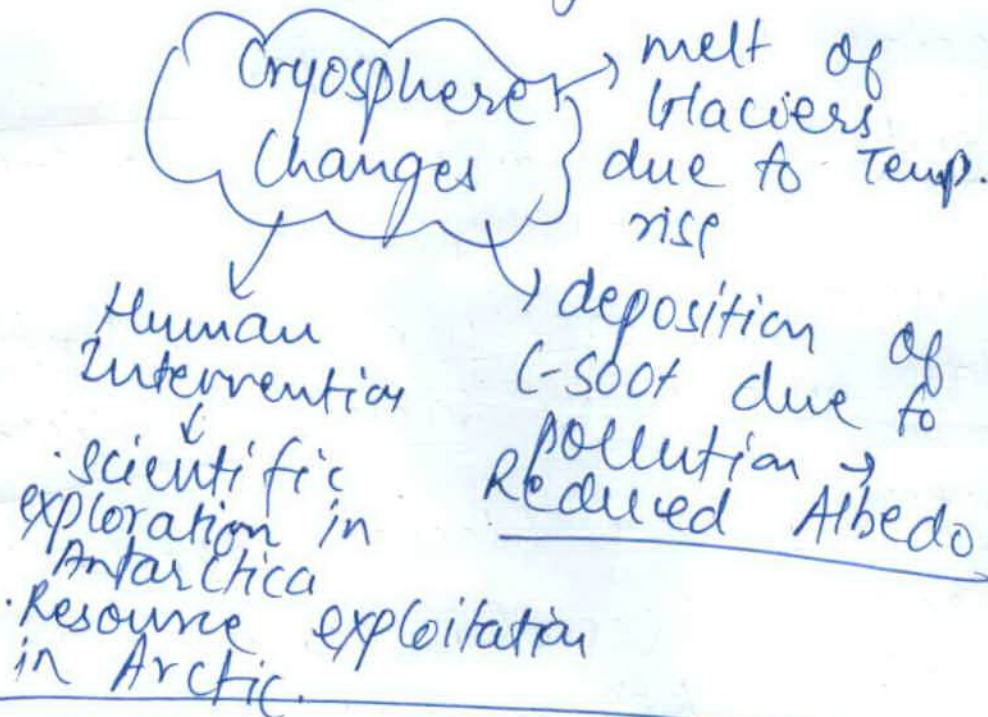 Cryosphere
Changes
melt of
Glaciers
due to Temp.
rise
Human
Intervention
· Scientific
exploration in
Antarctica
· Resource exploitation
in Arctic.
deposition of
C-soot due to
pollution →
Reduced Albedo